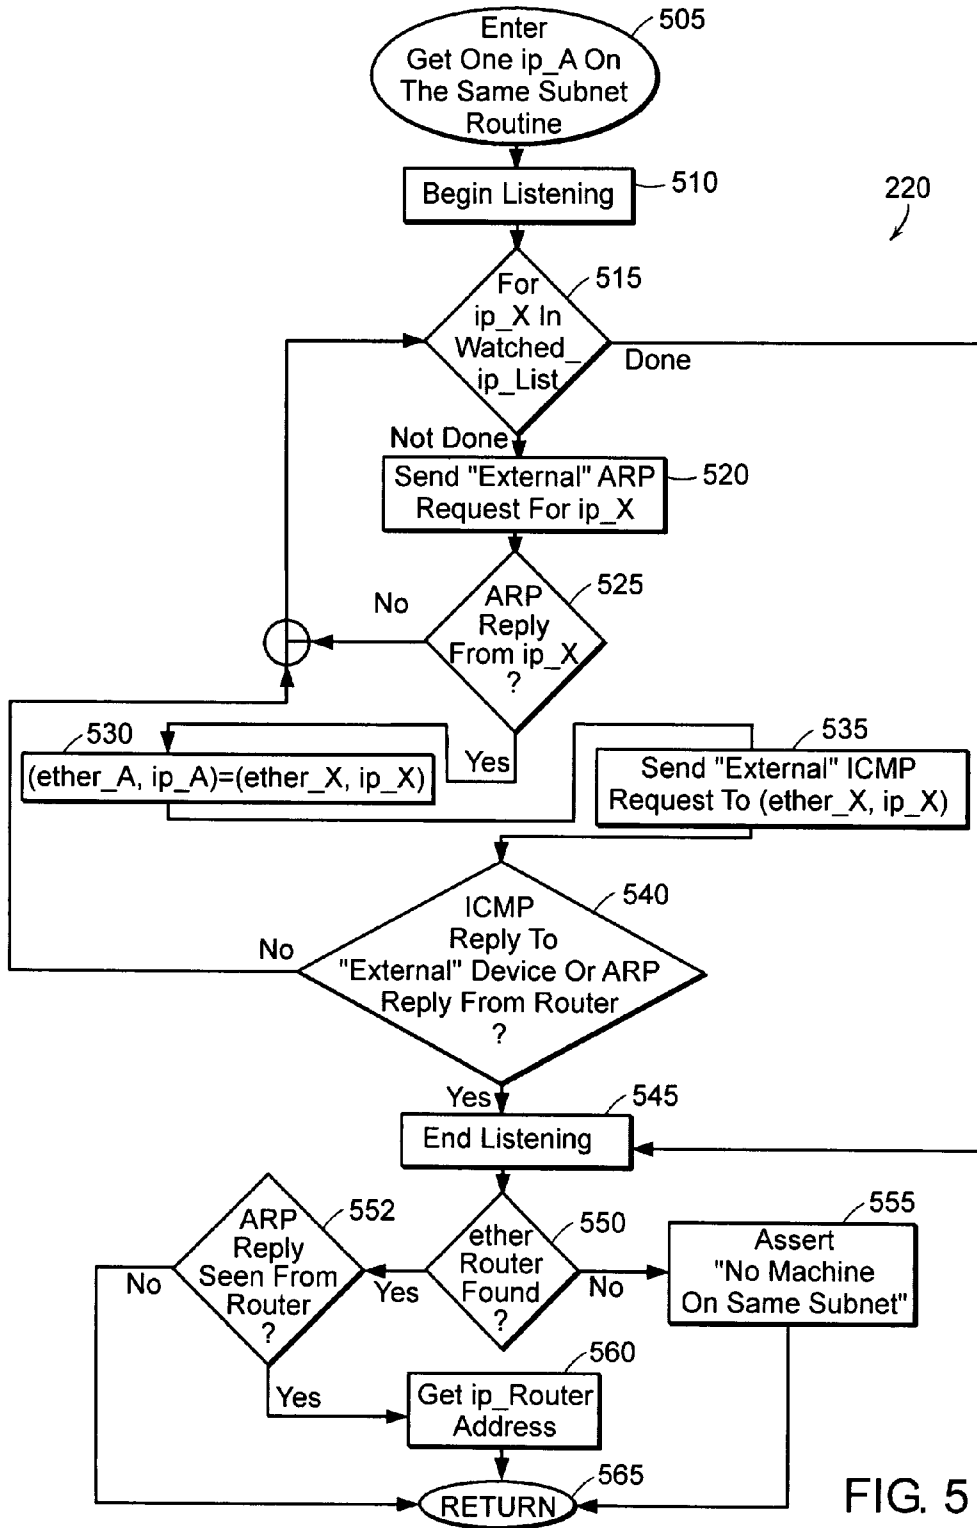 Enter
Get One ip_A On
The Same Subnet
Routine
505
Begin Listening
510
220
For
ip_X In
Watched_
ip_List
515
Done
Not Done
Send "External" ARP
Request For ip_X
520
ARP
Reply
From ip_X
?
525
No
Yes
530
(ether_A, ip_A)=(ether_X, ip_X)
535
Send "External" ICMP
Request To (ether_X, ip_X)
ICMP
Reply To
"External" Device Or ARP
Reply From Router
?
540
No
Yes
545
End Listening
ARP
Reply
Seen From
Router
?
552
No
Yes
ether
Router
Found
?
550
Yes
No
555
Assert
"No Machine
On Same Subnet"
560
Get ip_Router
Address
565
RETURN
FIG. 5